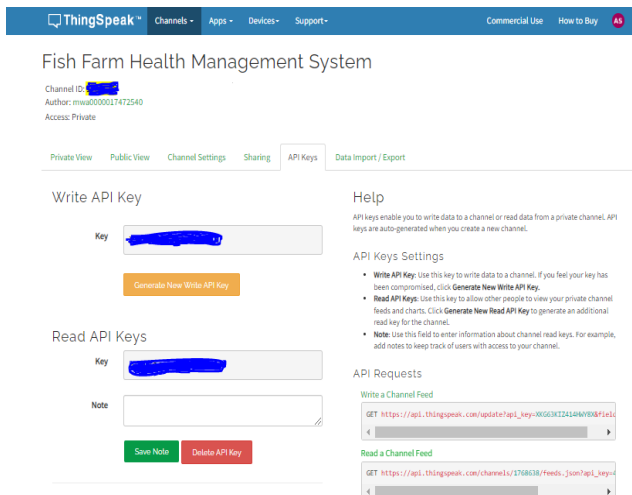 ThingSpeak™ Channels Apps Devices Support Commercial Use How to Buy AS
Fish Farm Health Management System
Channel ID:
Author: mwa0000017472540
Access: Private
Private View Public View Channel Settings Sharing API Keys Data Import / Export
Write API Key
Key
Generate New Write API Key
Read API Keys
Key
Note
Save Note Delete API Key
Help
API keys enable you to write data to a channel or read data from a private channel. API
keys are auto-generated when you create a new channel.
API Keys Settings
• Write API Key: Use this key to write data to a channel. If you feel your key has
been compromised, click Generate New Write API Key.
• Read API Keys: Use this key to allow other people to view your private channel
feeds and charts. Click Generate New Read API Key to generate an additional
read key for the channel.
• Note: Use this field to enter information about channel read keys. For example,
add notes to keep track of users with access to your channel.
API Requests
Write a Channel Feed
GET https://api.thingspeak.com/update?api_key=XKG63KIZ414HWY8X&field
Read a Channel Feed
GET https://api.thingspeak.com/channels/1768638/feeds.json?api_key=